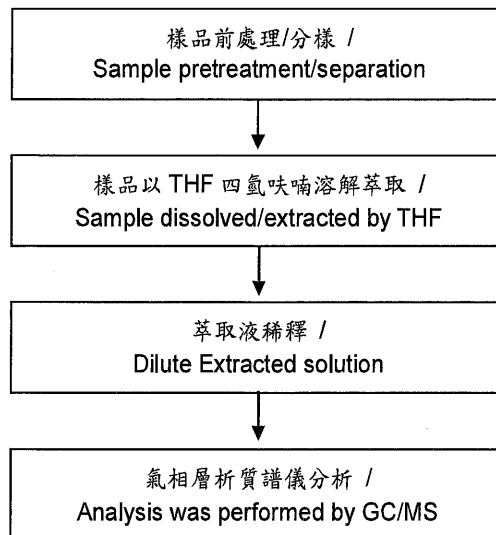 樣品前處理/分樣 /
Sample pretreatment/separation
樣品以 THF 四氫呋喃溶解萃取 /
Sample dissolved/extracted by THF
萃取液稀釋 /
Dilute Extracted solution
氣相層析質譜儀分析 /
Analysis was performed by GC/MS